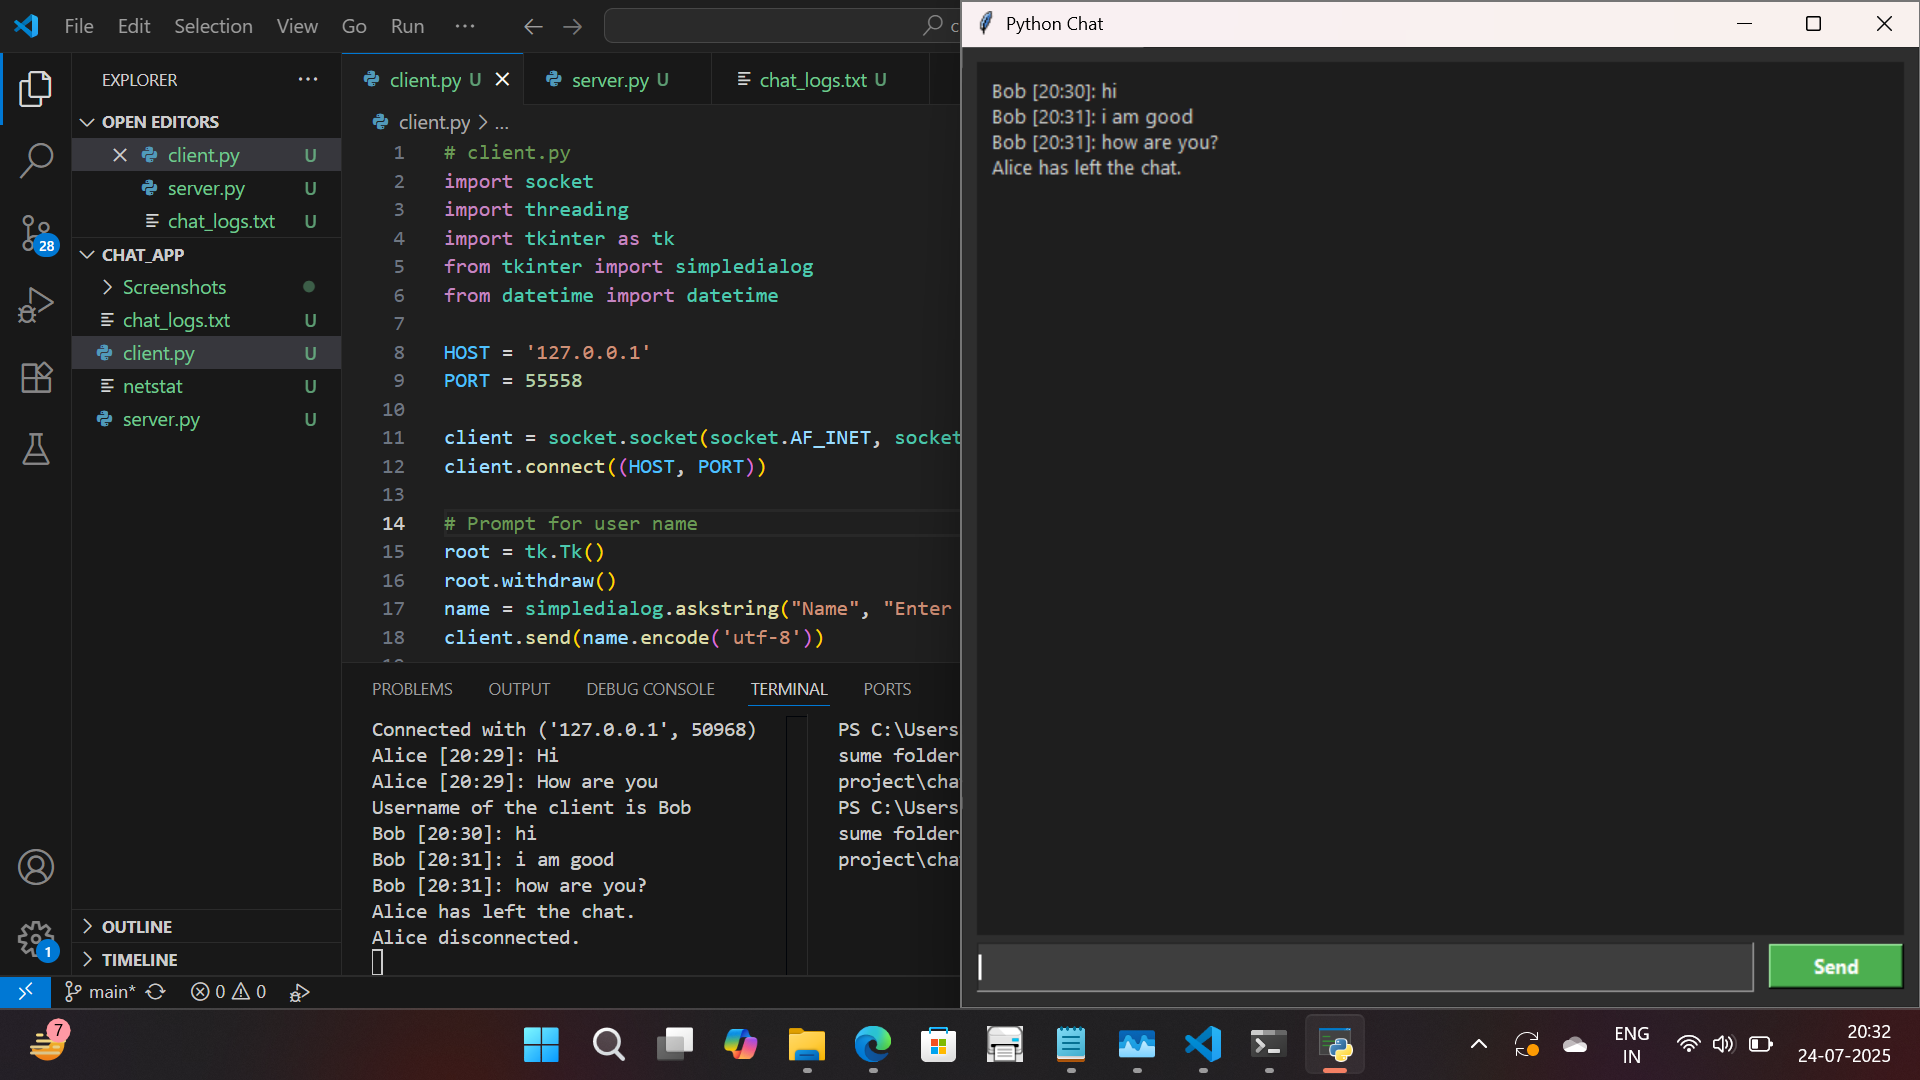 File Edit Selection View Go Run ...
Python Chat
EXPLORER ...
client.py U
server.py U
chat_logs.txt U
OPEN EDITORS
client.py U
server.py U
chat_logs.txt U
CHAT_APP
Screenshots
chat_logs.txt U
client.py U
netstat U
server.py U
OUTLINE
TIMELINE
28
1
client.py > ...
1 # client.py
2 import socket
3 import threading
4 import tkinter as tk
5 from tkinter import simpledialog
6 from datetime import datetime
7
8 HOST = '127.0.0.1'
9 PORT = 55558
10
11 client = socket.socket(socket.AF_INET, socket
12 client.connect((HOST, PORT))
13
14 # Prompt for user name
15 root = tk.Tk()
16 root.withdraw()
17 name = simpledialog.askstring("Name", "Enter
18 client.send(name.encode('utf-8'))
PROBLEMS OUTPUT DEBUG CONSOLE TERMINAL PORTS
Connected with ('127.0.0.1', 50968)
Alice [20:29]: Hi
Alice [20:29]: How are you
Username of the client is Bob
Bob [20:30]: hi
Bob [20:31]: i am good
Bob [20:31]: how are you?
Alice has left the chat.
Alice disconnected.
PS C:\Users
sume folder
project\cha
PS C:\Users
sume folder
project\cha
Bob [20:30]: hi
Bob [20:31]: i am good
Bob [20:31]: how are you?
Alice has left the chat.
Send
main* 0 0
7
ENG
IN
20:32
24-07-2025